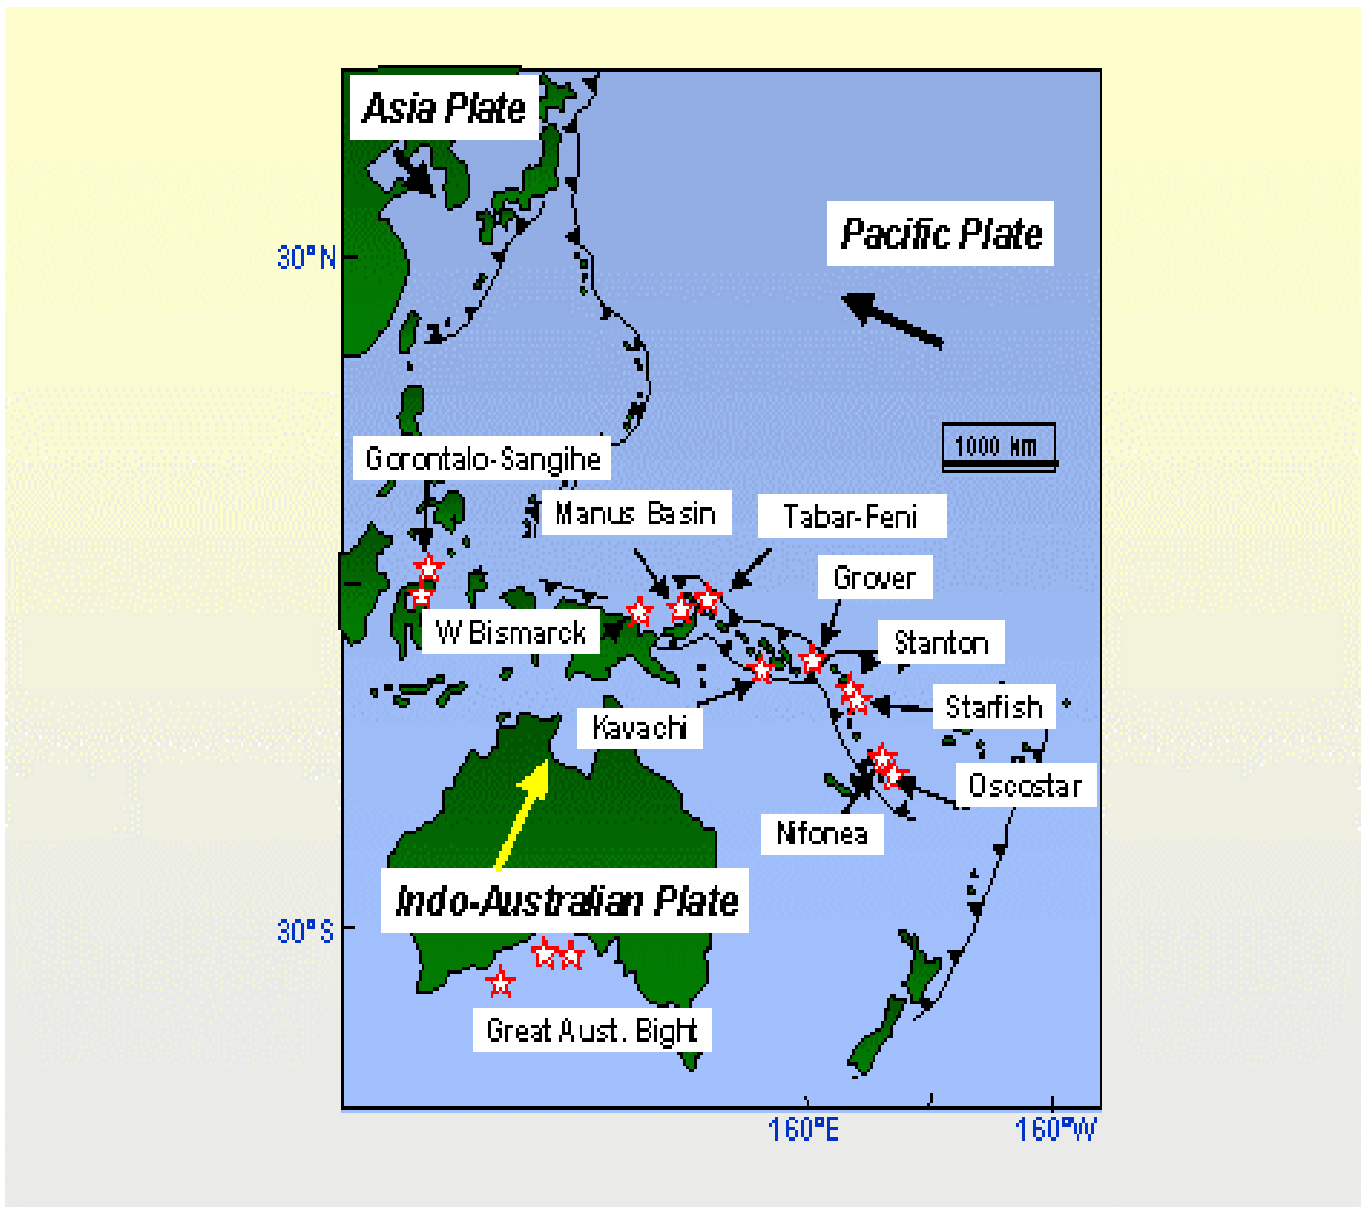 Asia Plate
Pacific Plate
30°N
1000 km
Gorontalo-Sangihe
Manus Basin
Tabar-Feni
Grover
W Bismarck
Stanton
Starfish
Kavachi
Oscostar
Nifonea
Indo-Australian Plate
30°S
Great Aust. Bight
160°E
160°W